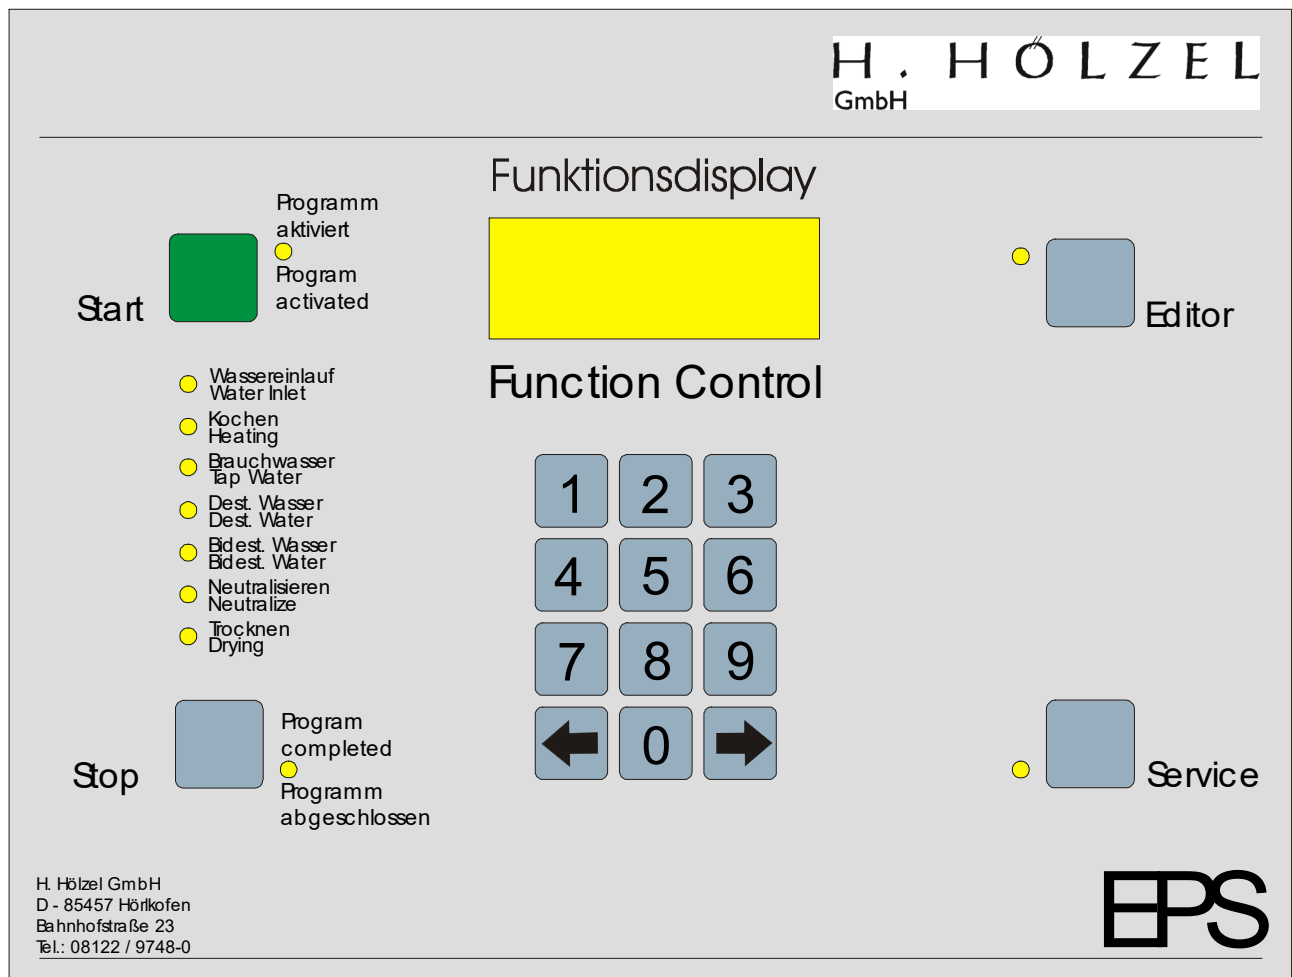 H. HÖLZEL
GmbH
Funktionsdisplay
Programm
aktiviert
Program
activated
Start
Editor
Function Control
Wassereinlauf
Water Inlet
Kochen
Heating
Brauchwasser
Tap Water
Dest. Wasser
Dest. Water
Bidest. Wasser
Bidest. Water
Neutralisieren
Neutralize
Trocknen
Drying
1 2 3
4 5 6
7 8 9
0
Program
completed
Programm
abgeschlossen
Stop
Service
H. Hölzel GmbH
D - 85457 Hörlkofen
Bahnhofstraße 23
Tel.: 08122 / 9748-0
EPS